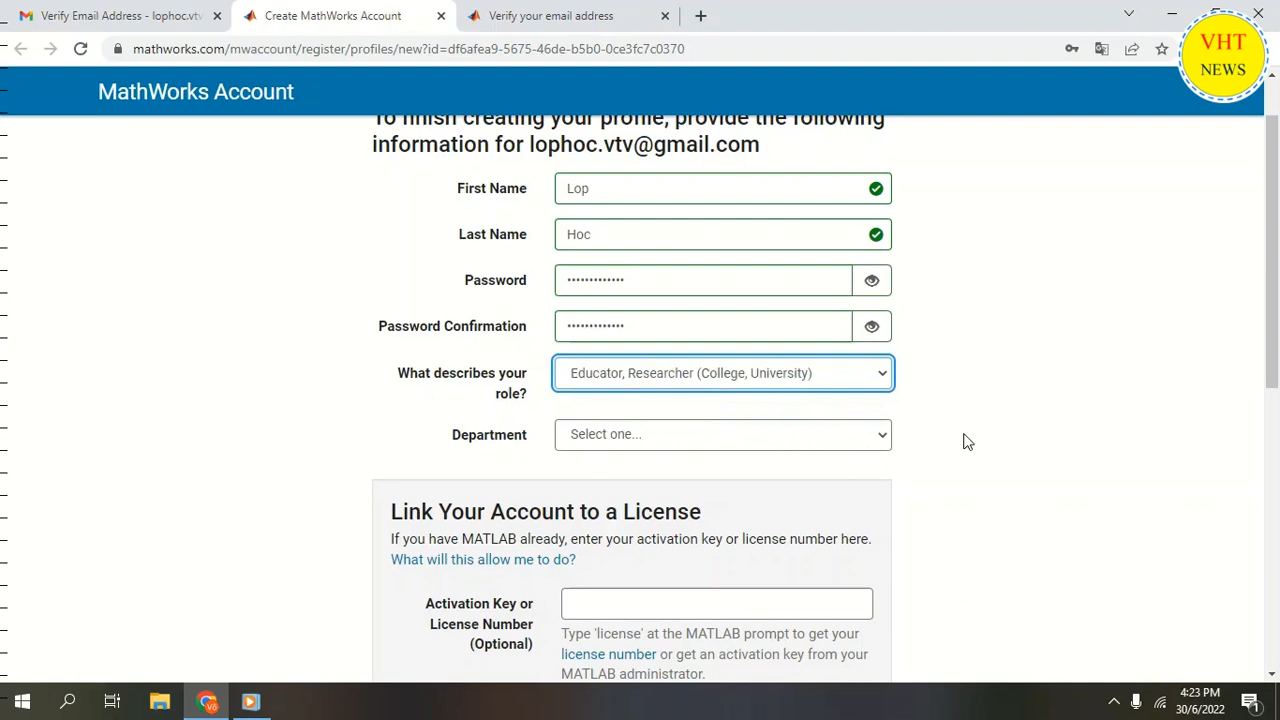 Verify Email Address - lophoc.vtv
Create MathWorks Account
Verify your email address
mathworks.com/mwaccount/register/profiles/new?id=df6afea9-5675-46de-b5b0-0ce3fc7c0370
VHT
NEWS
MathWorks Account
To finish creating your profile, provide the following
information for lophoc.vtv@gmail.com
First Name
Lop
Last Name
Hoc
Password
•••••••••••••
Password Confirmation
•••••••••••••
What describes your
role?
Educator, Researcher (College, University)
Department
Select one...
Link Your Account to a License
If you have MATLAB already, enter your activation key or license number here.
What will this allow me to do?
Activation Key or
License Number
(Optional)
Type 'license' at the MATLAB prompt to get your
license number or get an activation key from your
MATLAB administrator.
Võ
4:23 PM
30/6/2022
1